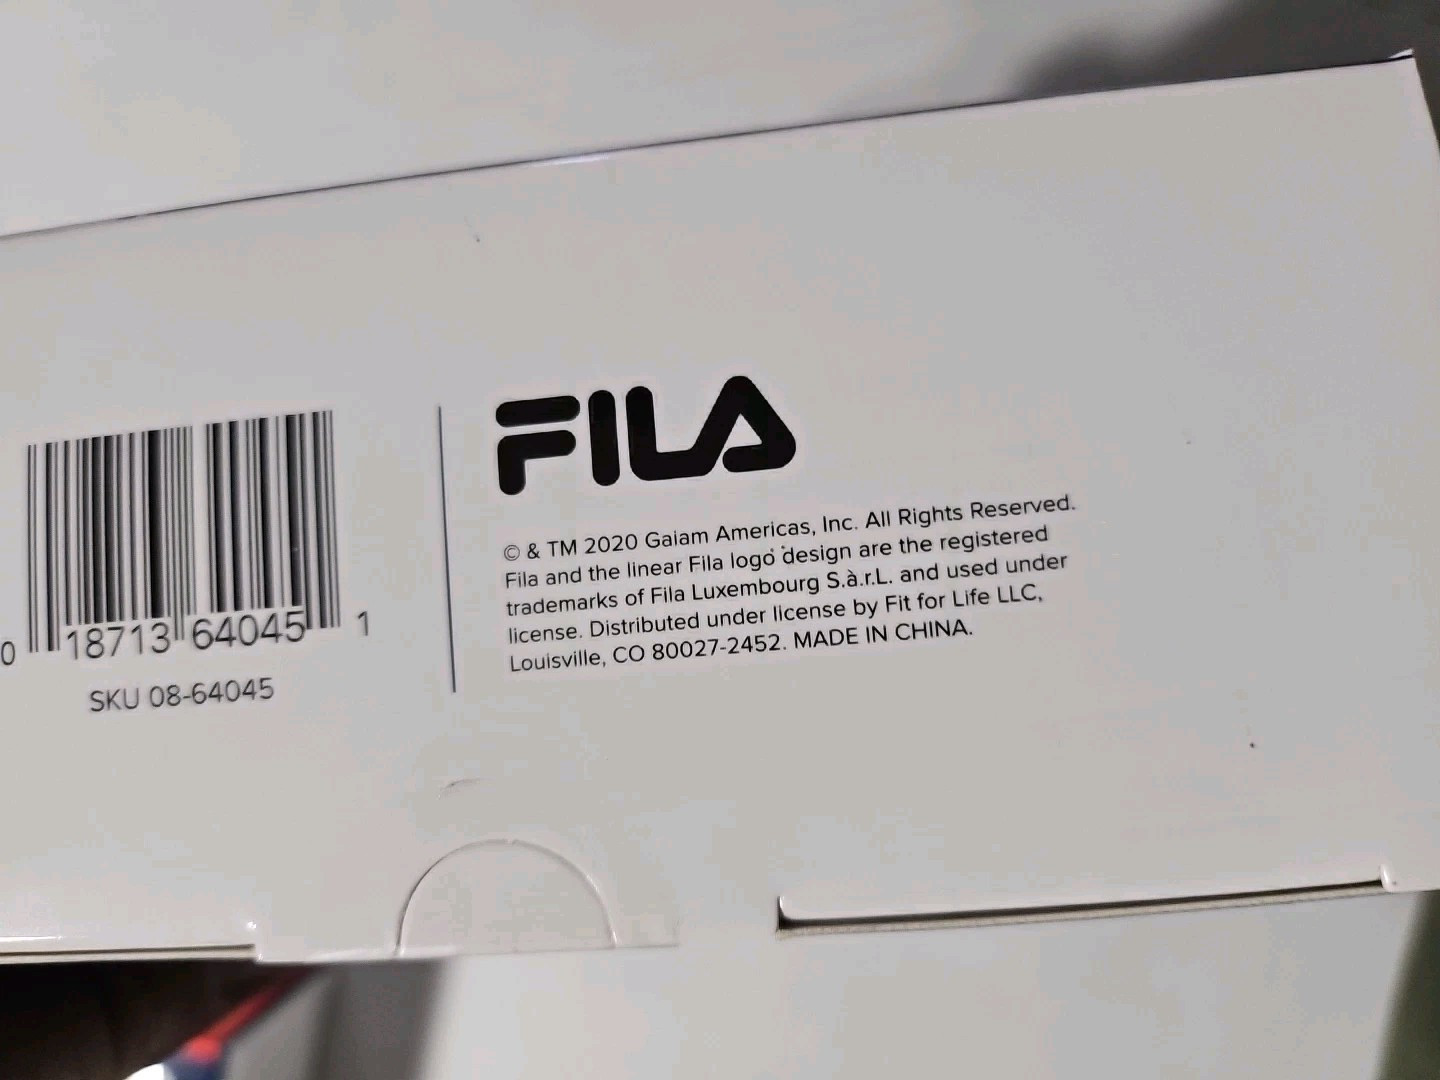 0 18713 64045 1
SKU 08-64045
FILA
© & TM 2020 Gaiam Americas, Inc. All Rights Reserved.
Fila and the linear Fila logo design are the registered
trademarks of Fila Luxembourg S.à.r.L. and used under
license. Distributed under license by Fit for Life LLC,
Louisville, CO 80027-2452. MADE IN CHINA.